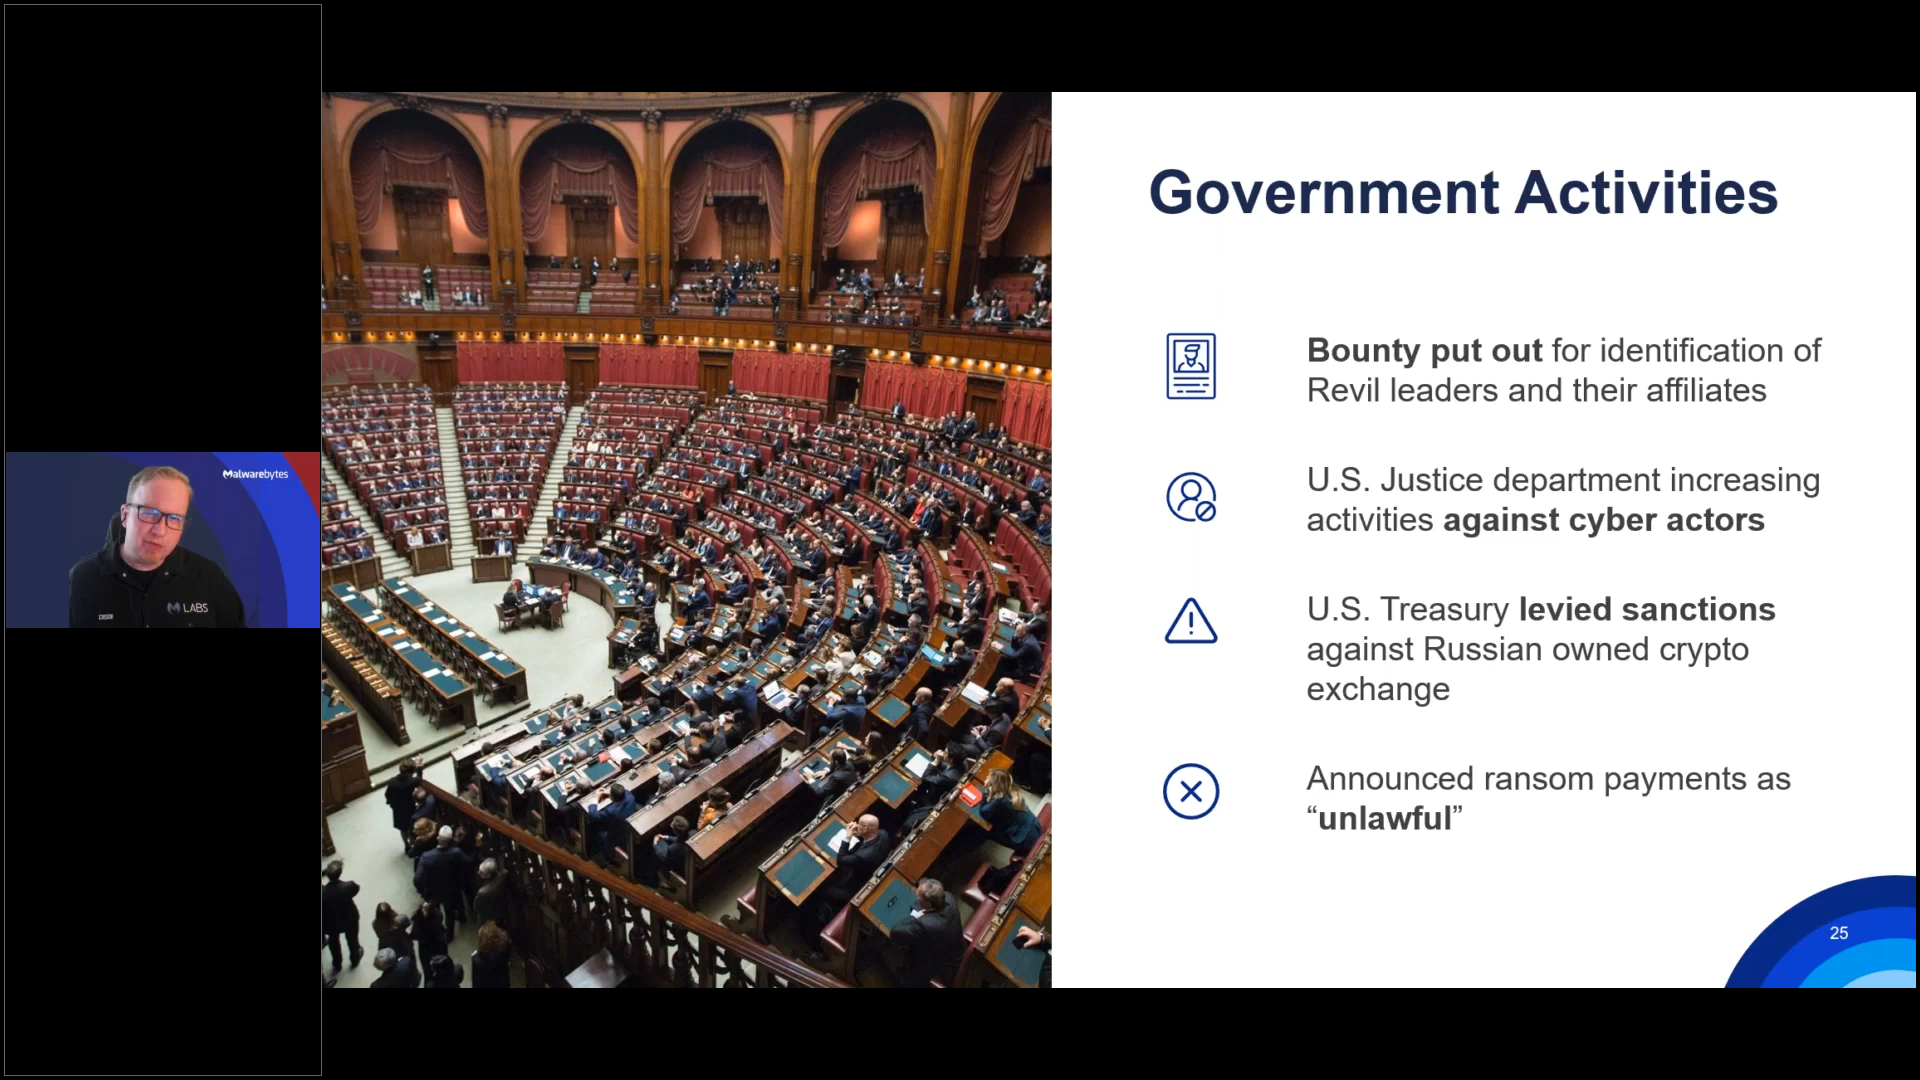 Malwarebytes
LABS
Government Activities
Bounty put out for identification of
Revil leaders and their affiliates
U.S. Justice department increasing
activities against cyber actors
U.S. Treasury levied sanctions
against Russian owned crypto
exchange
Announced ransom payments as
“unlawful”
25